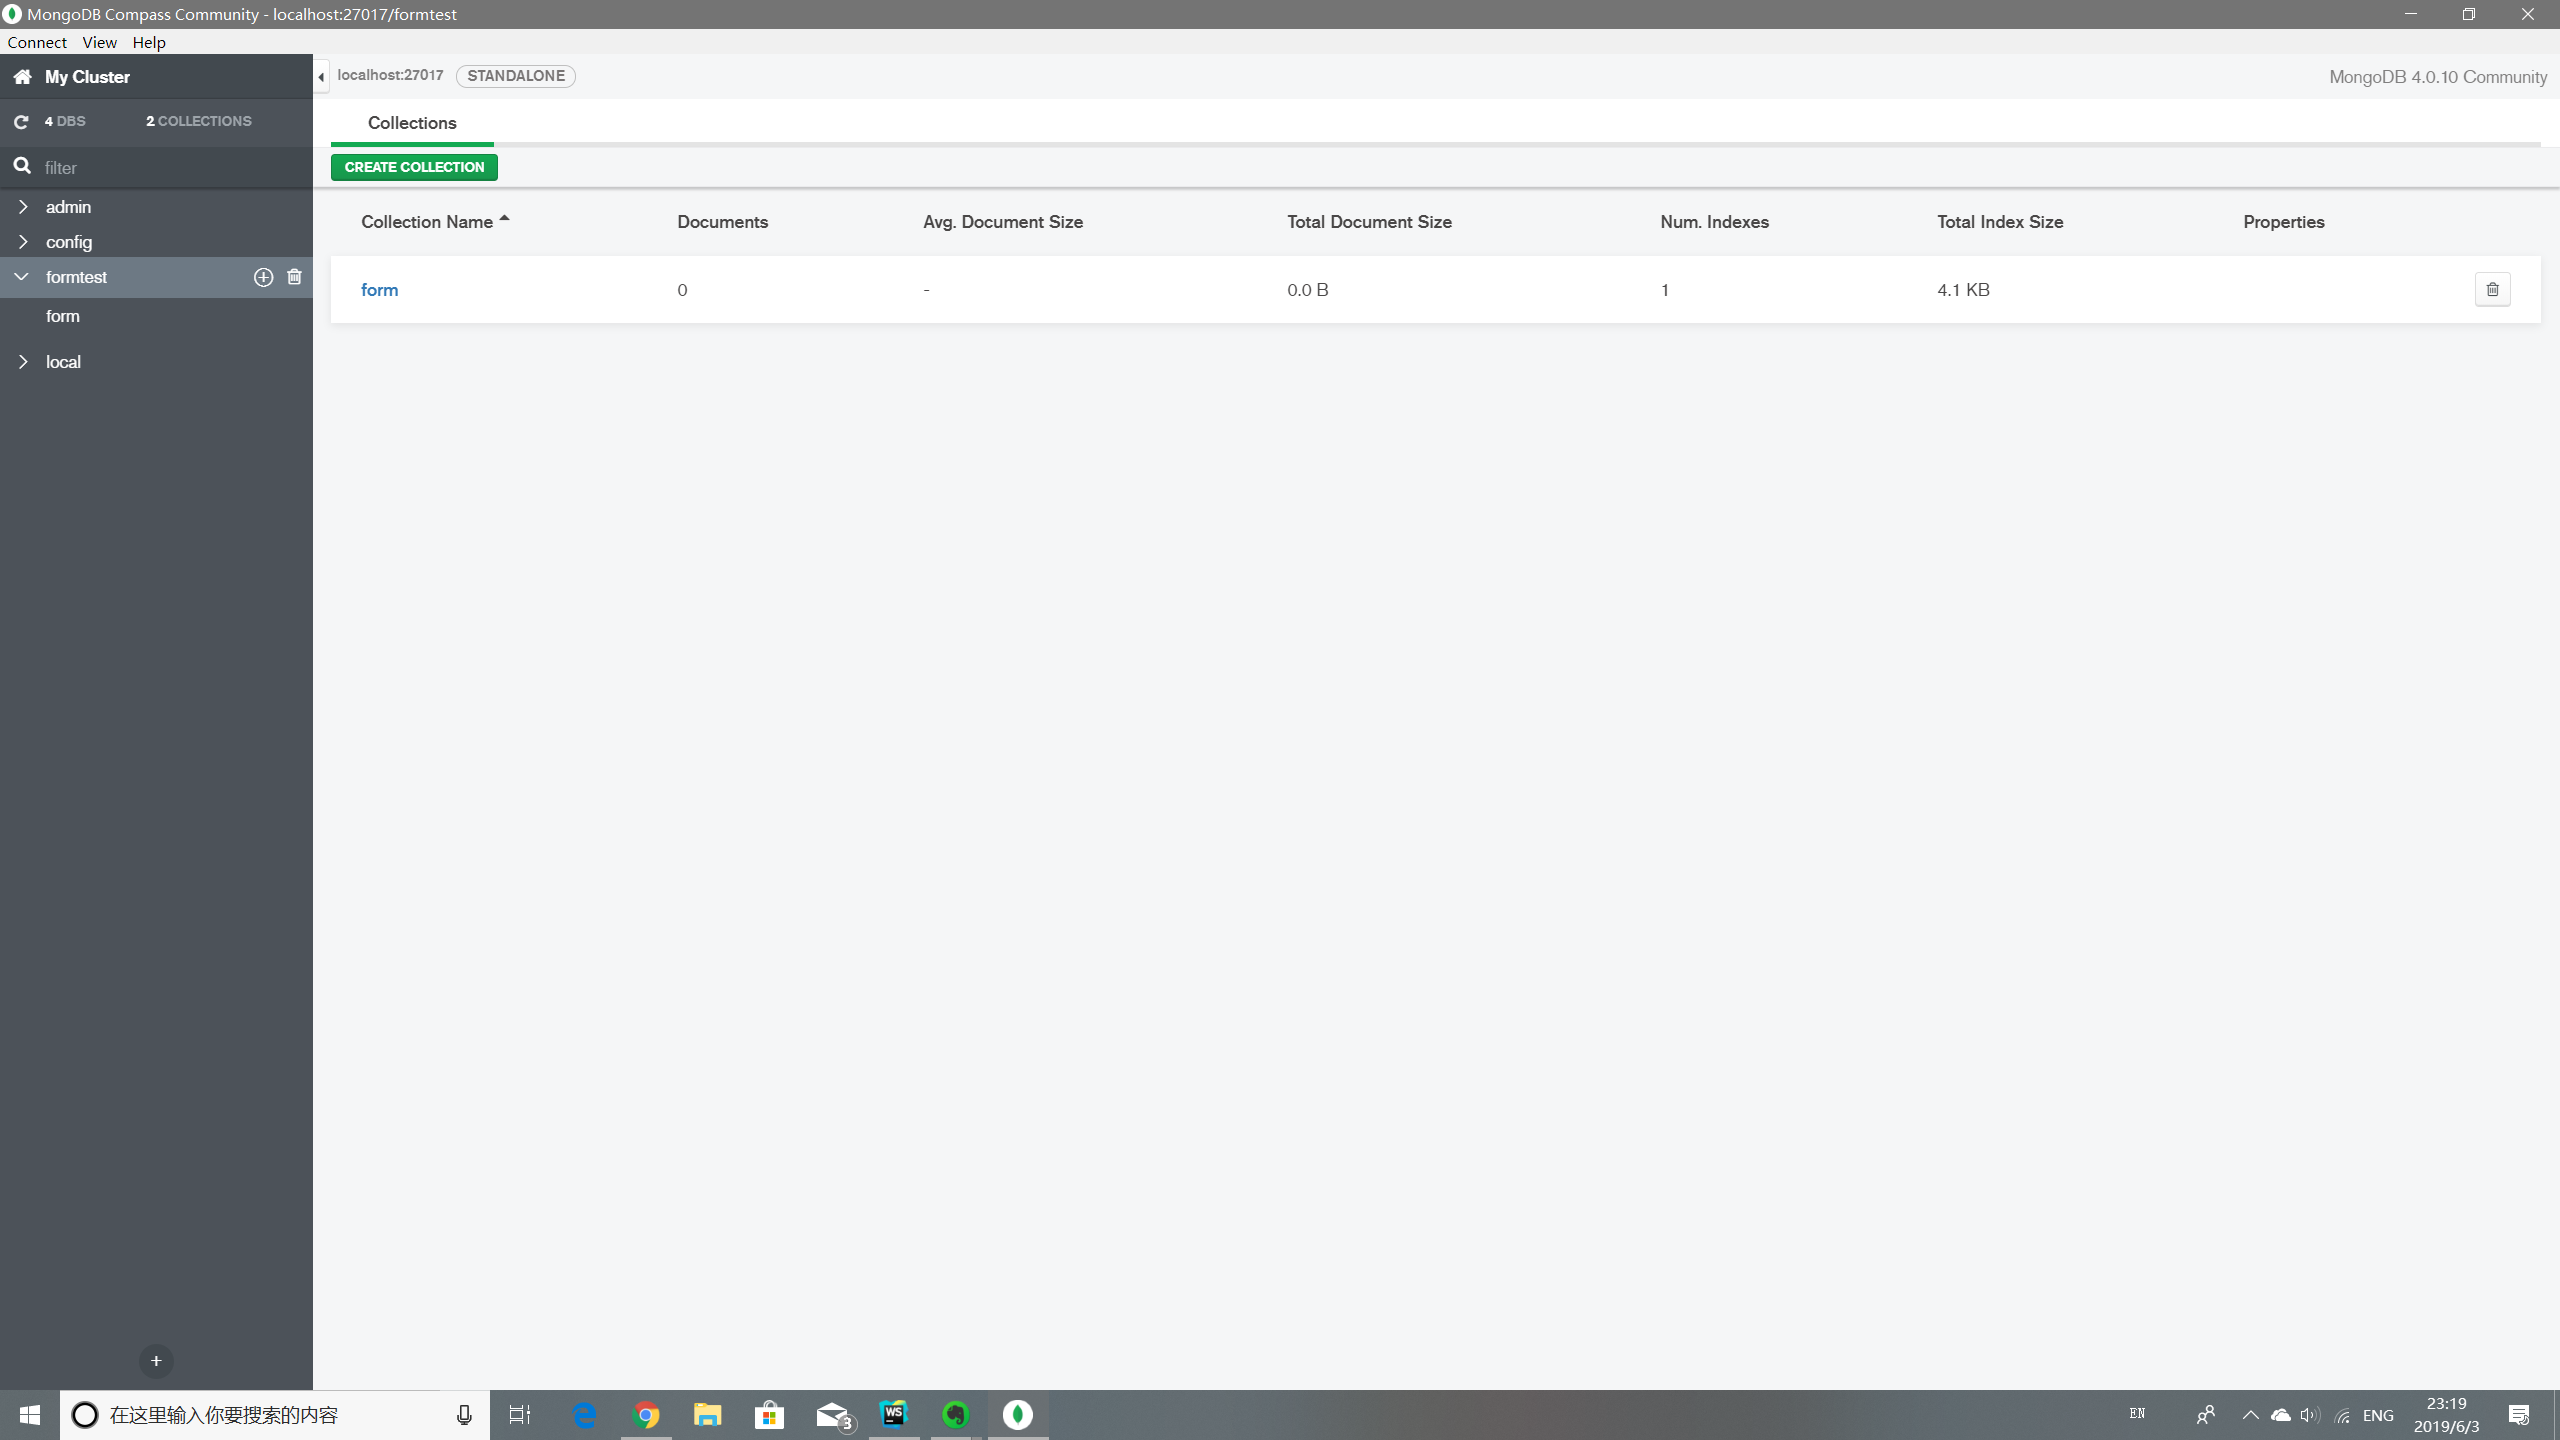 MongoDB Compass Community - localhost:27017/formtest
Connect View Help
My Cluster
localhost:27017 STANDALONE
MongoDB 4.0.10 Community
4 DBS 2 COLLECTIONS
Collections
filter
CREATE COLLECTION
admin
config
formtest
form
local
Collection Name Documents Avg. Document Size Total Document Size Num. Indexes Total Index Size Properties
form 0 - 0.0 B 1 4.1 KB
+
在这里输入你要搜索的内容
3
WS
EN
ENG
23:19
2019/6/3